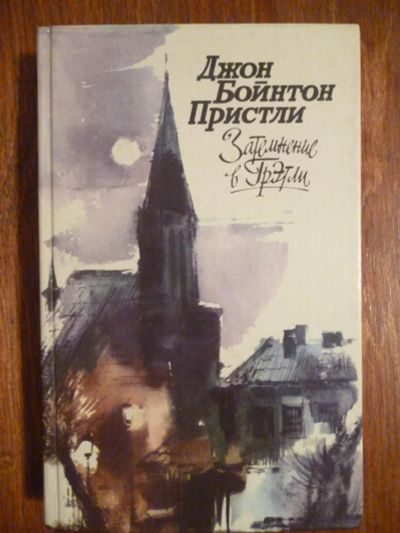 Джон
Бойнтон
Пристли
Затемнение
в Грэтли